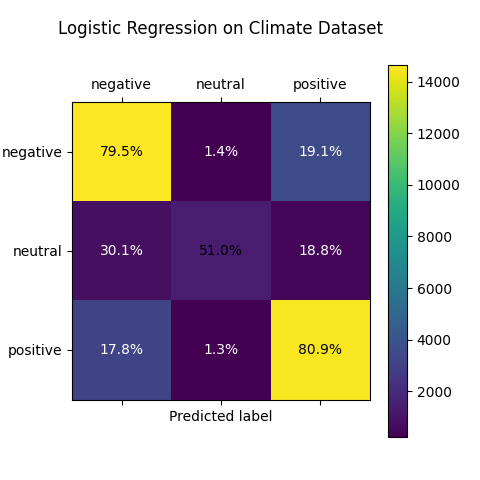 Logistic Regression on Climate Dataset
negative neutral positive
14000
negative 79.5% 1.4% 19.1%
12000
10000
neutral 30.1% 51.0% 18.8%
8000
6000
positive 17.8% 1.3% 80.9%
4000
2000
Predicted label